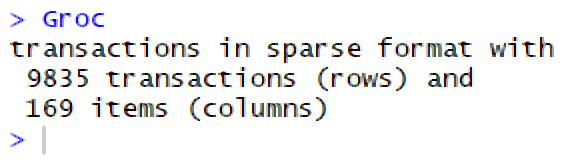 > Groc
transactions in sparse format with
 9835 transactions (rows) and
 169 items (columns)
>